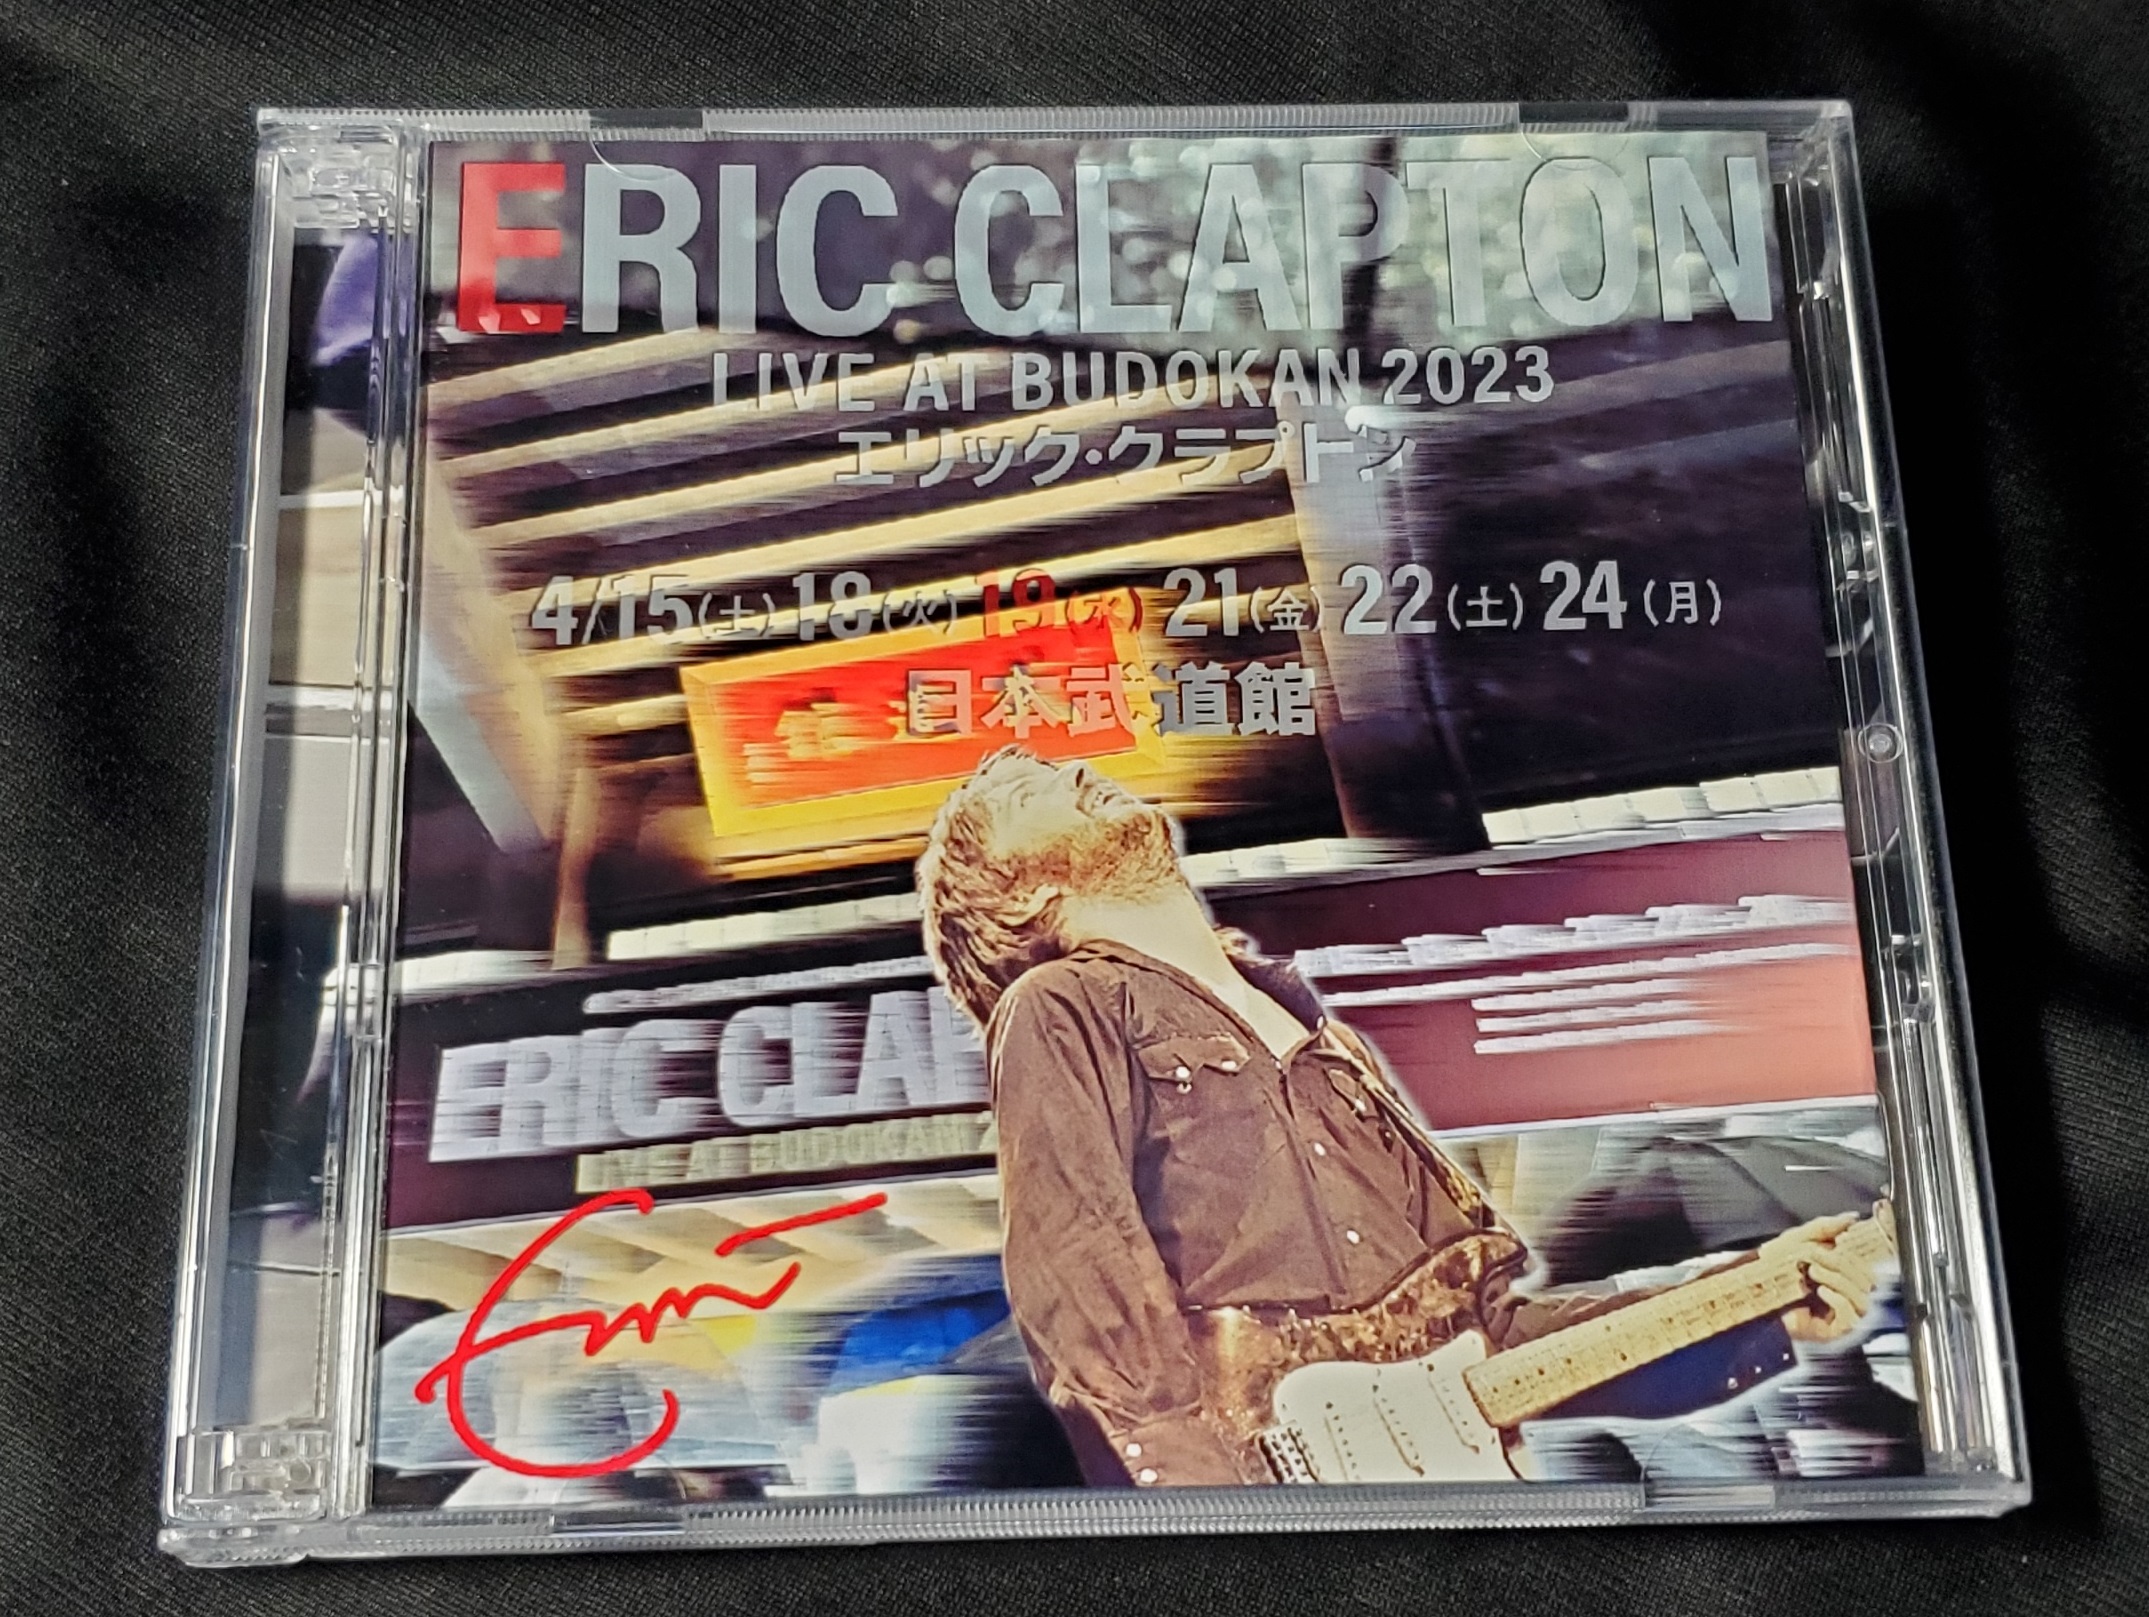 ERIC CLAPTON
LIVE AT BUDOKAN 2023
エリック・クラプトン
4/15(土) 18(火) 19(水) 21(金) 22(土) 24(月)
日本武道館
ERIC CLAP
LIVE AT BUDOKAN